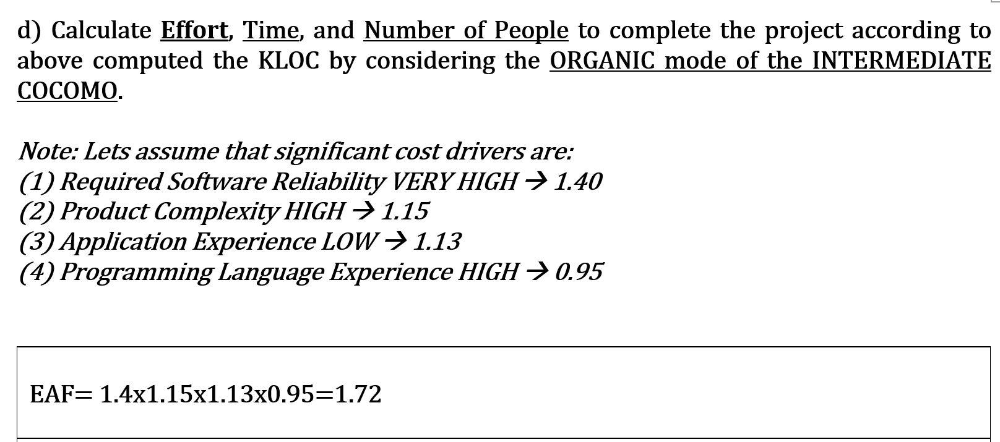 d) Calculate Effort, Time, and Number of People to complete the project according to
above computed the KLOC by considering the ORGANIC mode of the INTERMEDIATE
COCOMO.
Note: Lets assume that significant cost drivers are:
(1) Required Software Reliability VERY HIGH → 1.40
(2) Product Complexity HIGH → 1.15
(3) Application Experience LOW → 1.13
(4) Programming Language Experience HIGH → 0.95
EAF= 1.4x1.15x1.13x0.95=1.72